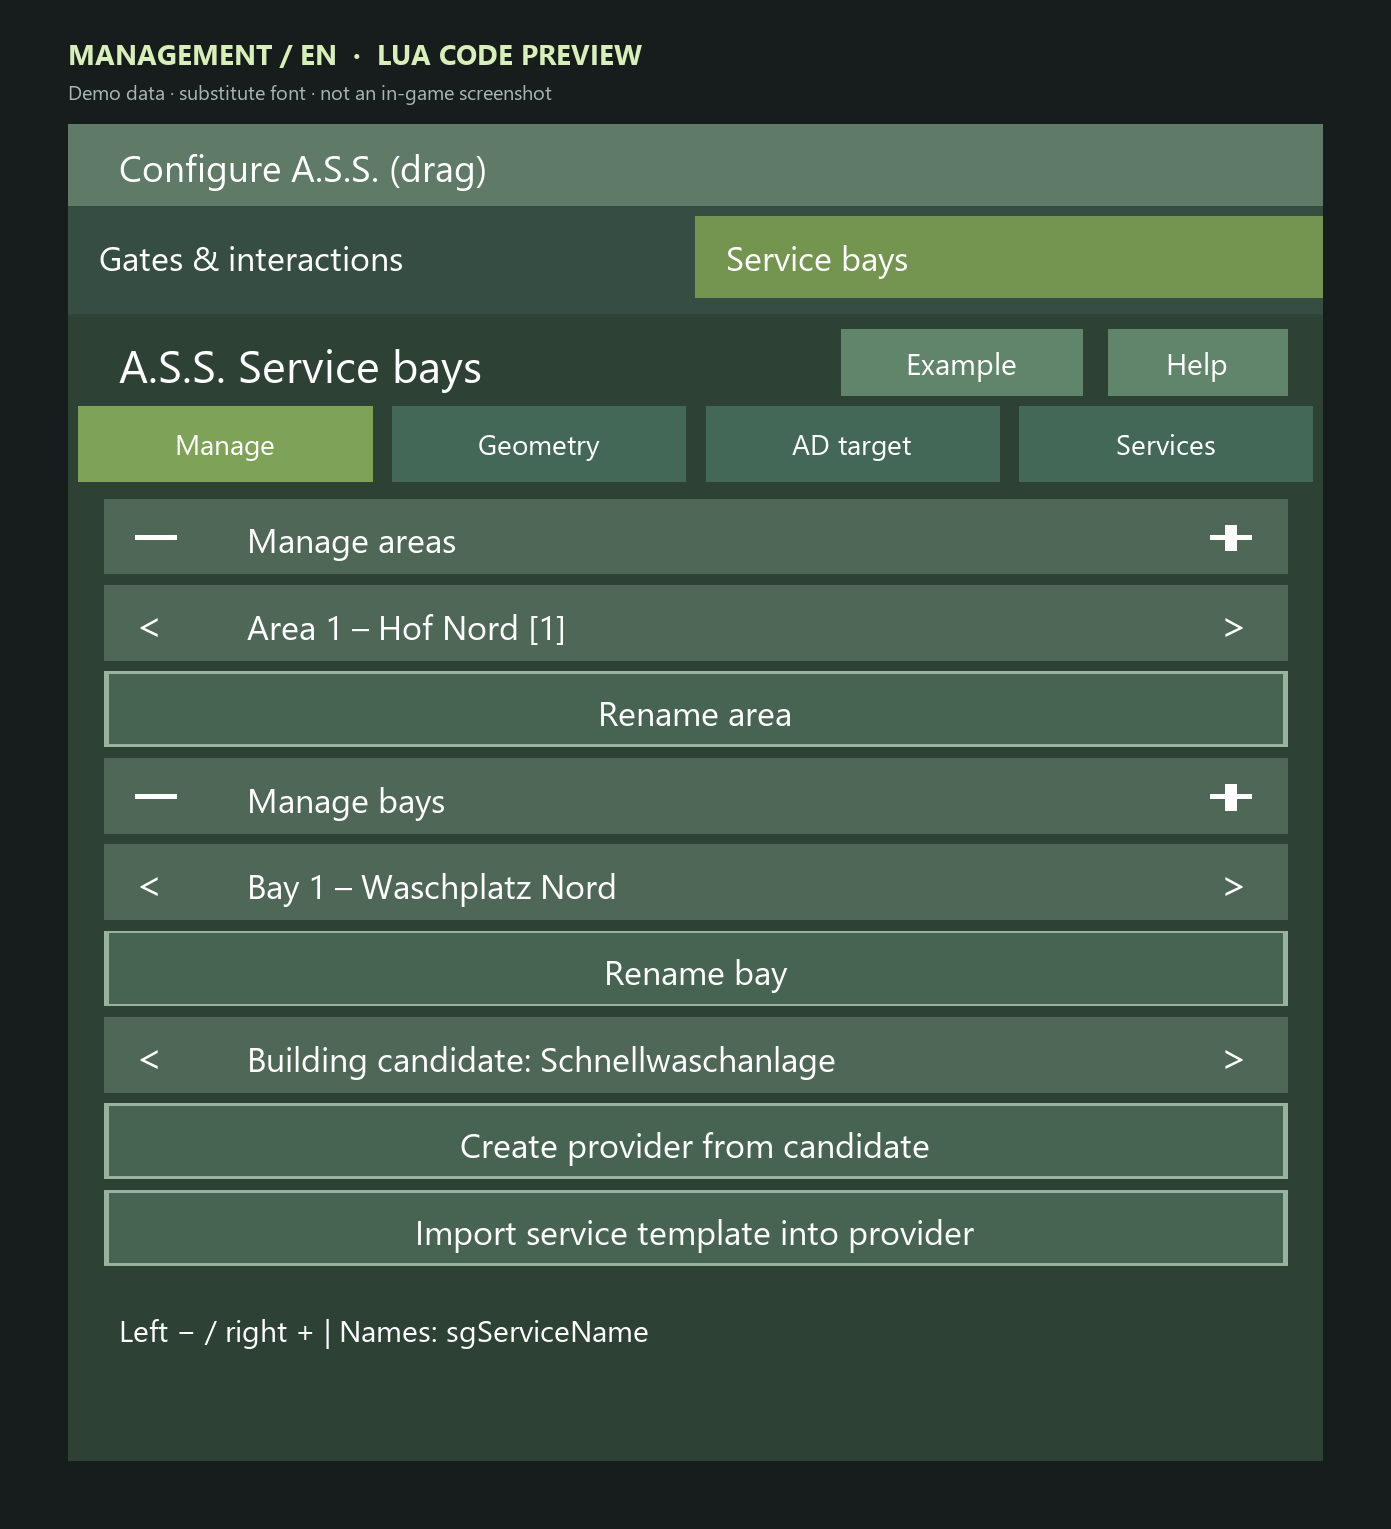 MANAGEMENT / EN · LUA CODE PREVIEW
Demo data · substitute font · not an in-game screenshot
Configure A.S.S. (drag)
Gates & interactions Service bays
A.S.S. Service bays Example Help
Manage Geometry AD target Services
— Manage areas +
< Area 1 – Hof Nord [1] >
Rename area
— Manage bays +
< Bay 1 – Waschplatz Nord >
Rename bay
< Building candidate: Schnellwaschanlage >
Create provider from candidate
Import service template into provider
Left − / right + | Names: sgServiceName